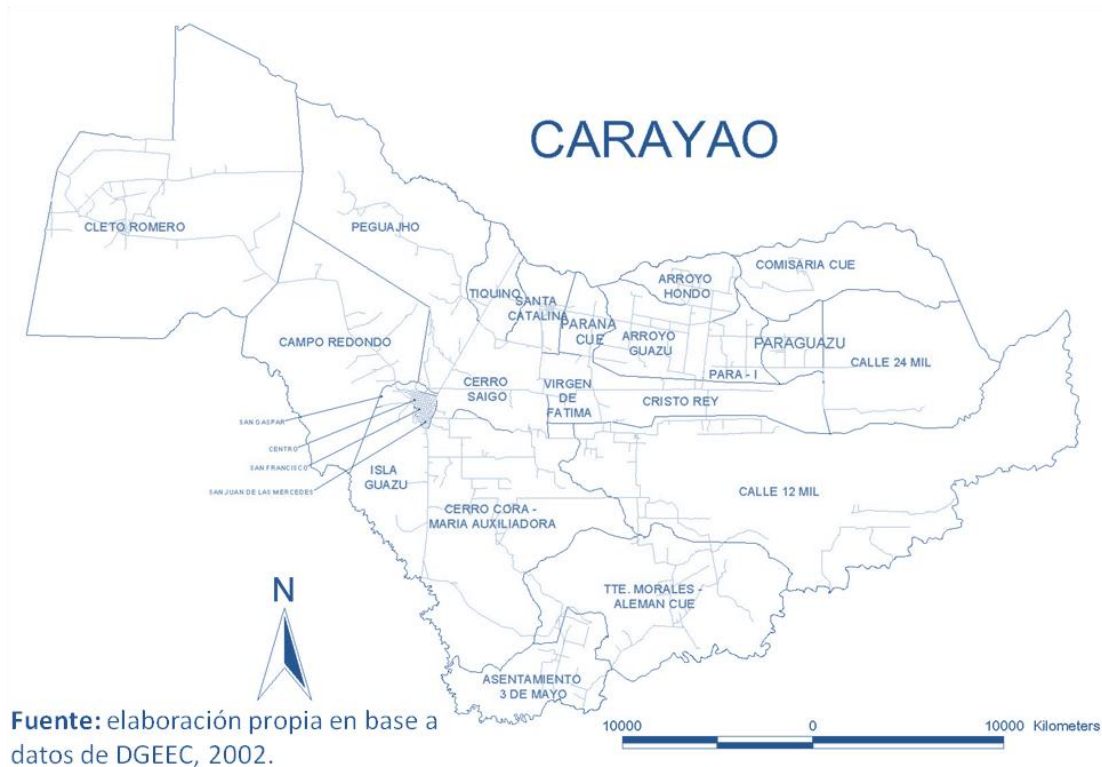 CARAYAO
CLETO ROMERO
PEGUAJHO
COMISARIA CUE
ARROYO
HONDO
TIQUINO
SANTA
CATALINA
PARANA
CUE
ARROYO
GUAZU
PARAGUAZU
CALLE 24 MIL
CAMPO REDONDO
PARA - I
CERRO
SAIGO
VIRGEN
DE
FATIMA
CRISTO REY
SAN GASPAR
CENTRO
SAN FRANCISCO
SAN JUAN DE LAS MERCEDES
ISLA
GUAZU
CALLE 12 MIL
CERRO CORA -
MARIA AUXILIADORA
TTE. MORALES -
ALEMAN CUE
N
ASENTAMIENTO
3 DE MAYO
Fuente: elaboración propia en base a
datos de DGEEC, 2002.
10000 0 10000 Kilometers